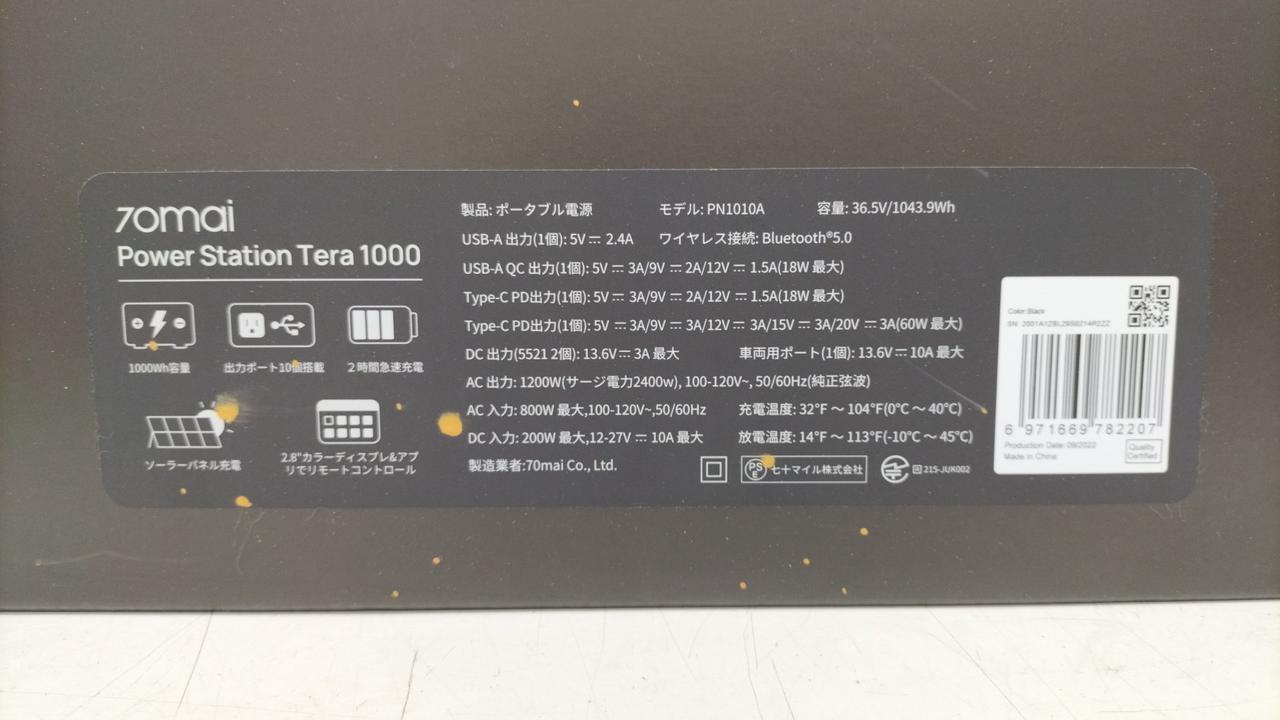 70mai
Power Station Tera 1000
1000Wh容量
出力ポート10個搭載
2時間急速充電
ソーラーパネル充電
2.8"カラーディスプレ&アプ
リでリモートコントロール
製品: ポータブル電源 モデル: PN1010A 容量: 36.5V/1043.9Wh
USB-A 出力(1個): 5V⎓ 2.4A ワイヤレス接続: Bluetooth®5.0
USB-A QC 出力(1個): 5V ⎓ 3A/9V ⎓ 2A/12V ⎓ 1.5A(18W 最大)
Type-C PD出力(1個): 5V ⎓ 3A/9V ⎓ 2A/12V ⎓ 1.5A(18W 最大)
Type-C PD出力(1個): 5V ⎓ 3A/9V ⎓ 3A/12V ⎓ 3A/15V ⎓ 3A/20V ⎓ 3A(60W 最大)
DC 出力(5521 2個): 13.6V⎓ 3A 最大 車両用ポート(1個): 13.6V⎓ 10A 最大
AC 出力: 1200W(サージ電力2400w), 100-120V~, 50/60Hz(純正弦波)
AC 入力: 800W 最大,100-120V~,50/60Hz 充電温度: 32°F ～ 104°F(0°C ～ 40°C)
DC 入力: 200W 最大,12-27V ⎓ 10A 最大 放電温度: 14°F ～ 113°F(-10°C ～ 45°C)
製造業者:70mai Co., Ltd.
PSE 七十マイル株式会社
R 215-JUK002
Color:Black
SN: 2001A12BL29S0214R2ZZ
6 971669 782207
Production Date: 09/2022
Made in China
Quality
Certified